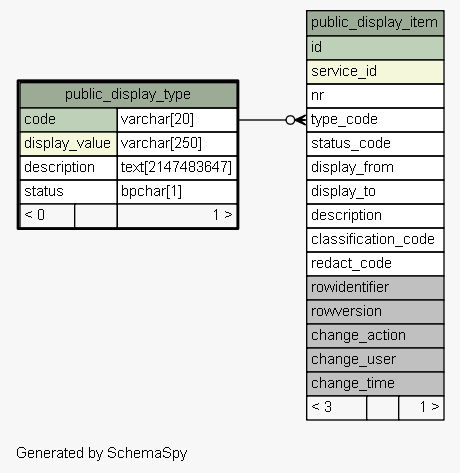 public_display_type
code varchar[20]
display_value varchar[250]
description text[2147483647]
status bpchar[1]
< 0 1 >
public_display_item
id
service_id
nr
type_code
status_code
display_from
display_to
description
classification_code
redact_code
rowidentifier
rowversion
change_action
change_user
change_time
< 3 1 >
Generated by SchemaSpy